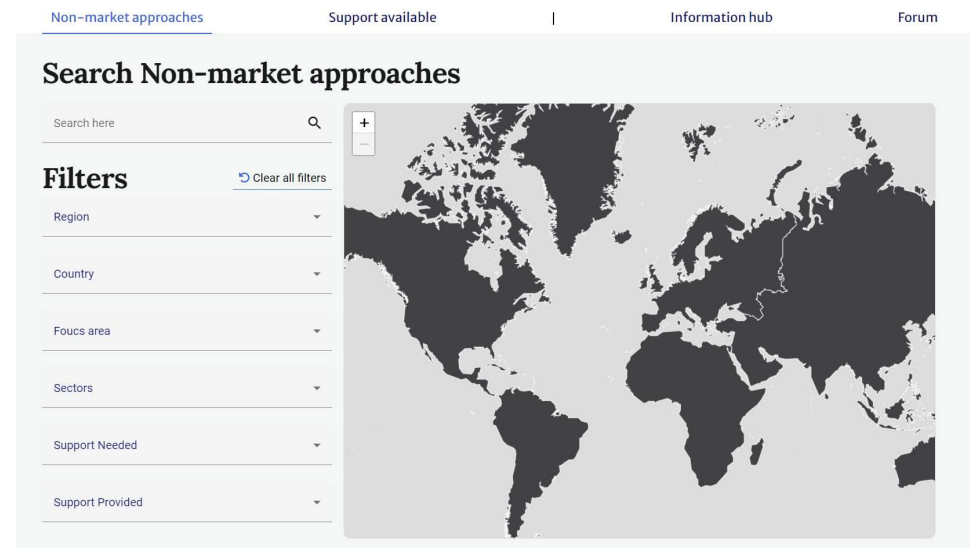 Non-market approaches Support available | Information hub Forum
Search Non-market approaches
Search here
+
−
Filters
Clear all filters
Region
Country
Foucs area
Sectors
Support Needed
Support Provided